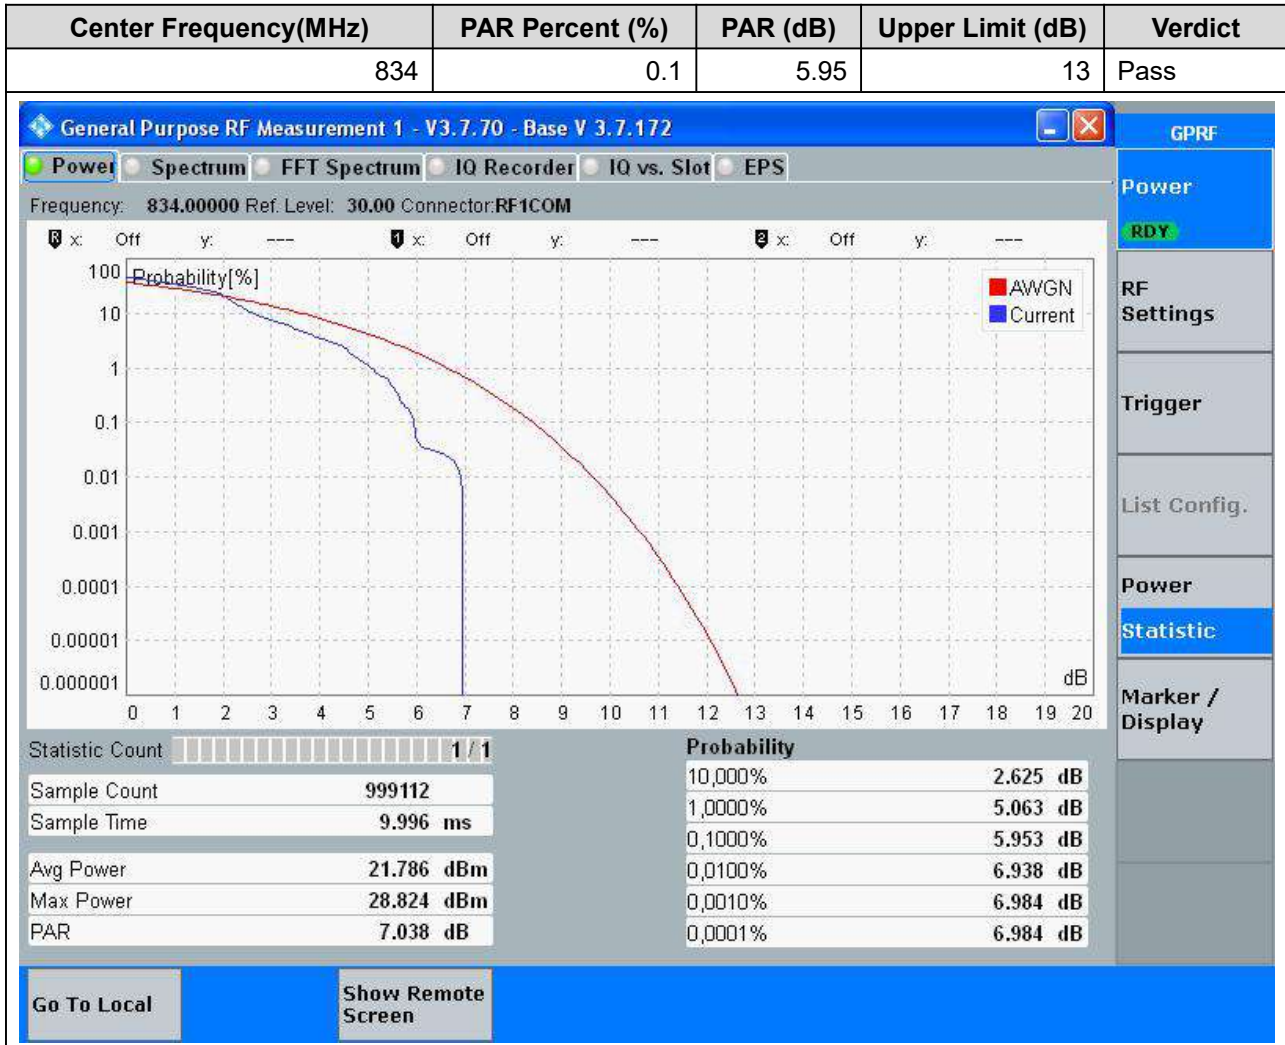 Center Frequency(MHz) PAR Percent (%) PAR (dB) Upper Limit (dB) Verdict
834 0.1 5.95 13 Pass
General Purpose RF Measurement 1 - V3.7.70 - Base V 3.7.172
GPRF
Power Spectrum FFT Spectrum IQ Recorder IQ vs. Slot EPS
Power
RDY
Frequency: 834.00000 Ref. Level: 30.00 Connector:RF1COM
R x: Off y: --- 1 x: Off y: --- 2 x: Off y: ---
Probability[%]
AWGN
Current
100
10
1
0.1
0.01
0.001
0.0001
0.00001
0.000001
dB
0 1 2 3 4 5 6 7 8 9 10 11 12 13 14 15 16 17 18 19 20
RF
Settings
Trigger
List Config.
Power
Statistic
Marker /
Display
Statistic Count 1 / 1
Sample Count 999112
Sample Time 9.996 ms
Avg Power 21.786 dBm
Max Power 28.824 dBm
PAR 7.038 dB
Probability
10,000% 2.625 dB
1,0000% 5.063 dB
0,1000% 5.953 dB
0,0100% 6.938 dB
0,0010% 6.984 dB
0,0001% 6.984 dB
Go To Local
Show Remote
Screen